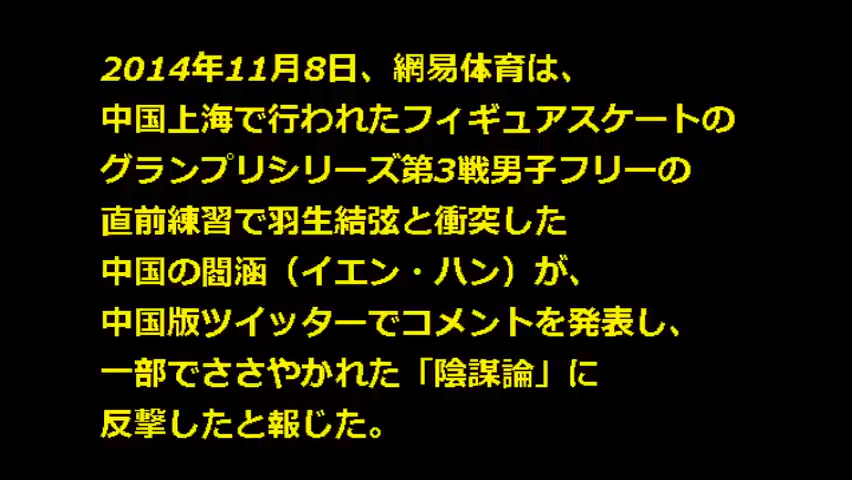 2014年11月8日、網易体育は、
中国上海で行われたフィギュアスケートの
グランプリシリーズ第3戦男子フリーの
直前練習で羽生結弦と衝突した
中国の閻涵（イエン・ハン）が、
中国版ツイッターでコメントを発表し、
一部でささやかれた「陰謀論」に
反撃したと報じた。